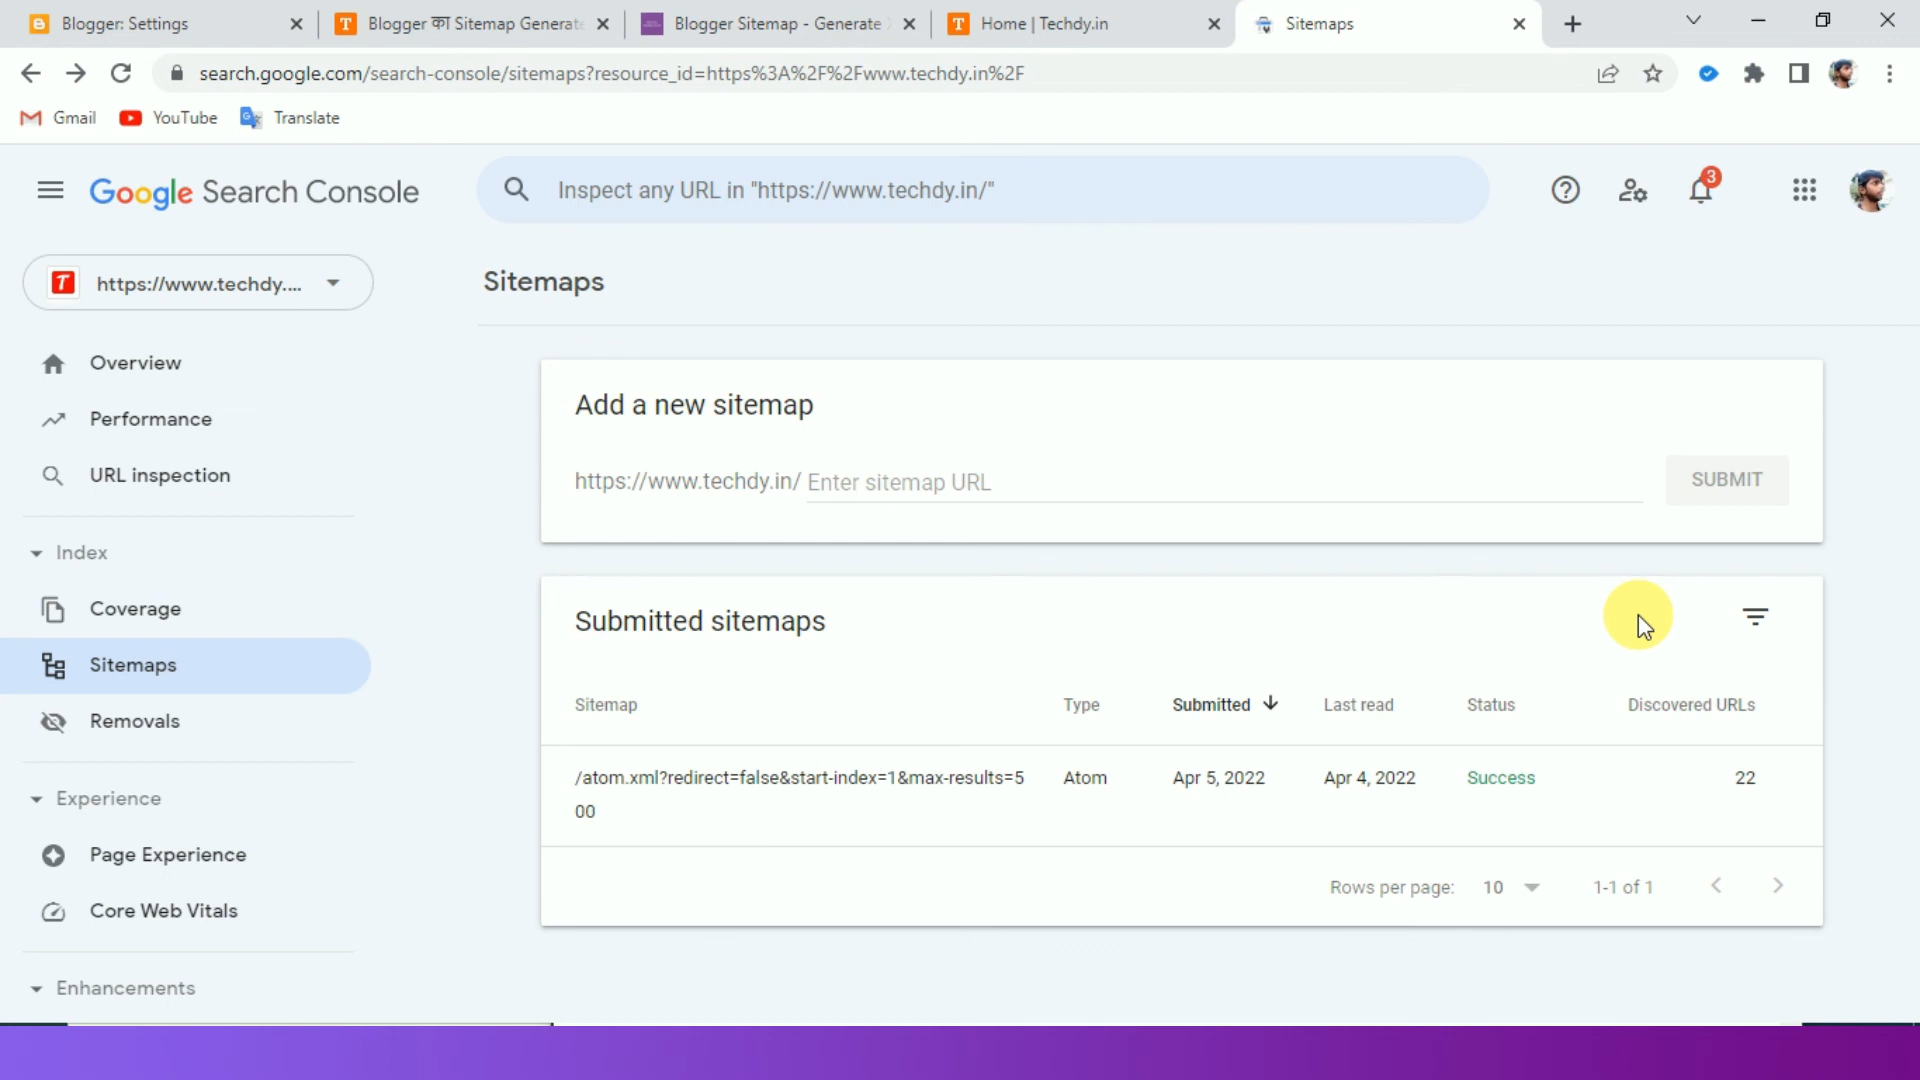 Blogger: Settings
Blogger का Sitemap Generate
Blogger Sitemap - Generate
Home | Techdy.in
Sitemaps
search.google.com/search-console/sitemaps?resource_id=https%3A%2F%2Fwww.techdy.in%2F
Gmail
YouTube
Translate
Google Search Console
Inspect any URL in "https://www.techdy.in/"
3
https://www.techdy....
Sitemaps
Overview
Performance
URL inspection
Index
Coverage
Sitemaps
Removals
Experience
Page Experience
Core Web Vitals
Enhancements
Add a new sitemap
https://www.techdy.in/ Enter sitemap URL
SUBMIT
Submitted sitemaps
Sitemap Type Submitted Last read Status Discovered URLs
/atom.xml?redirect=false&start-index=1&max-results=5 Atom Apr 5, 2022 Apr 4, 2022 Success 22
00
Rows per page: 10 1-1 of 1